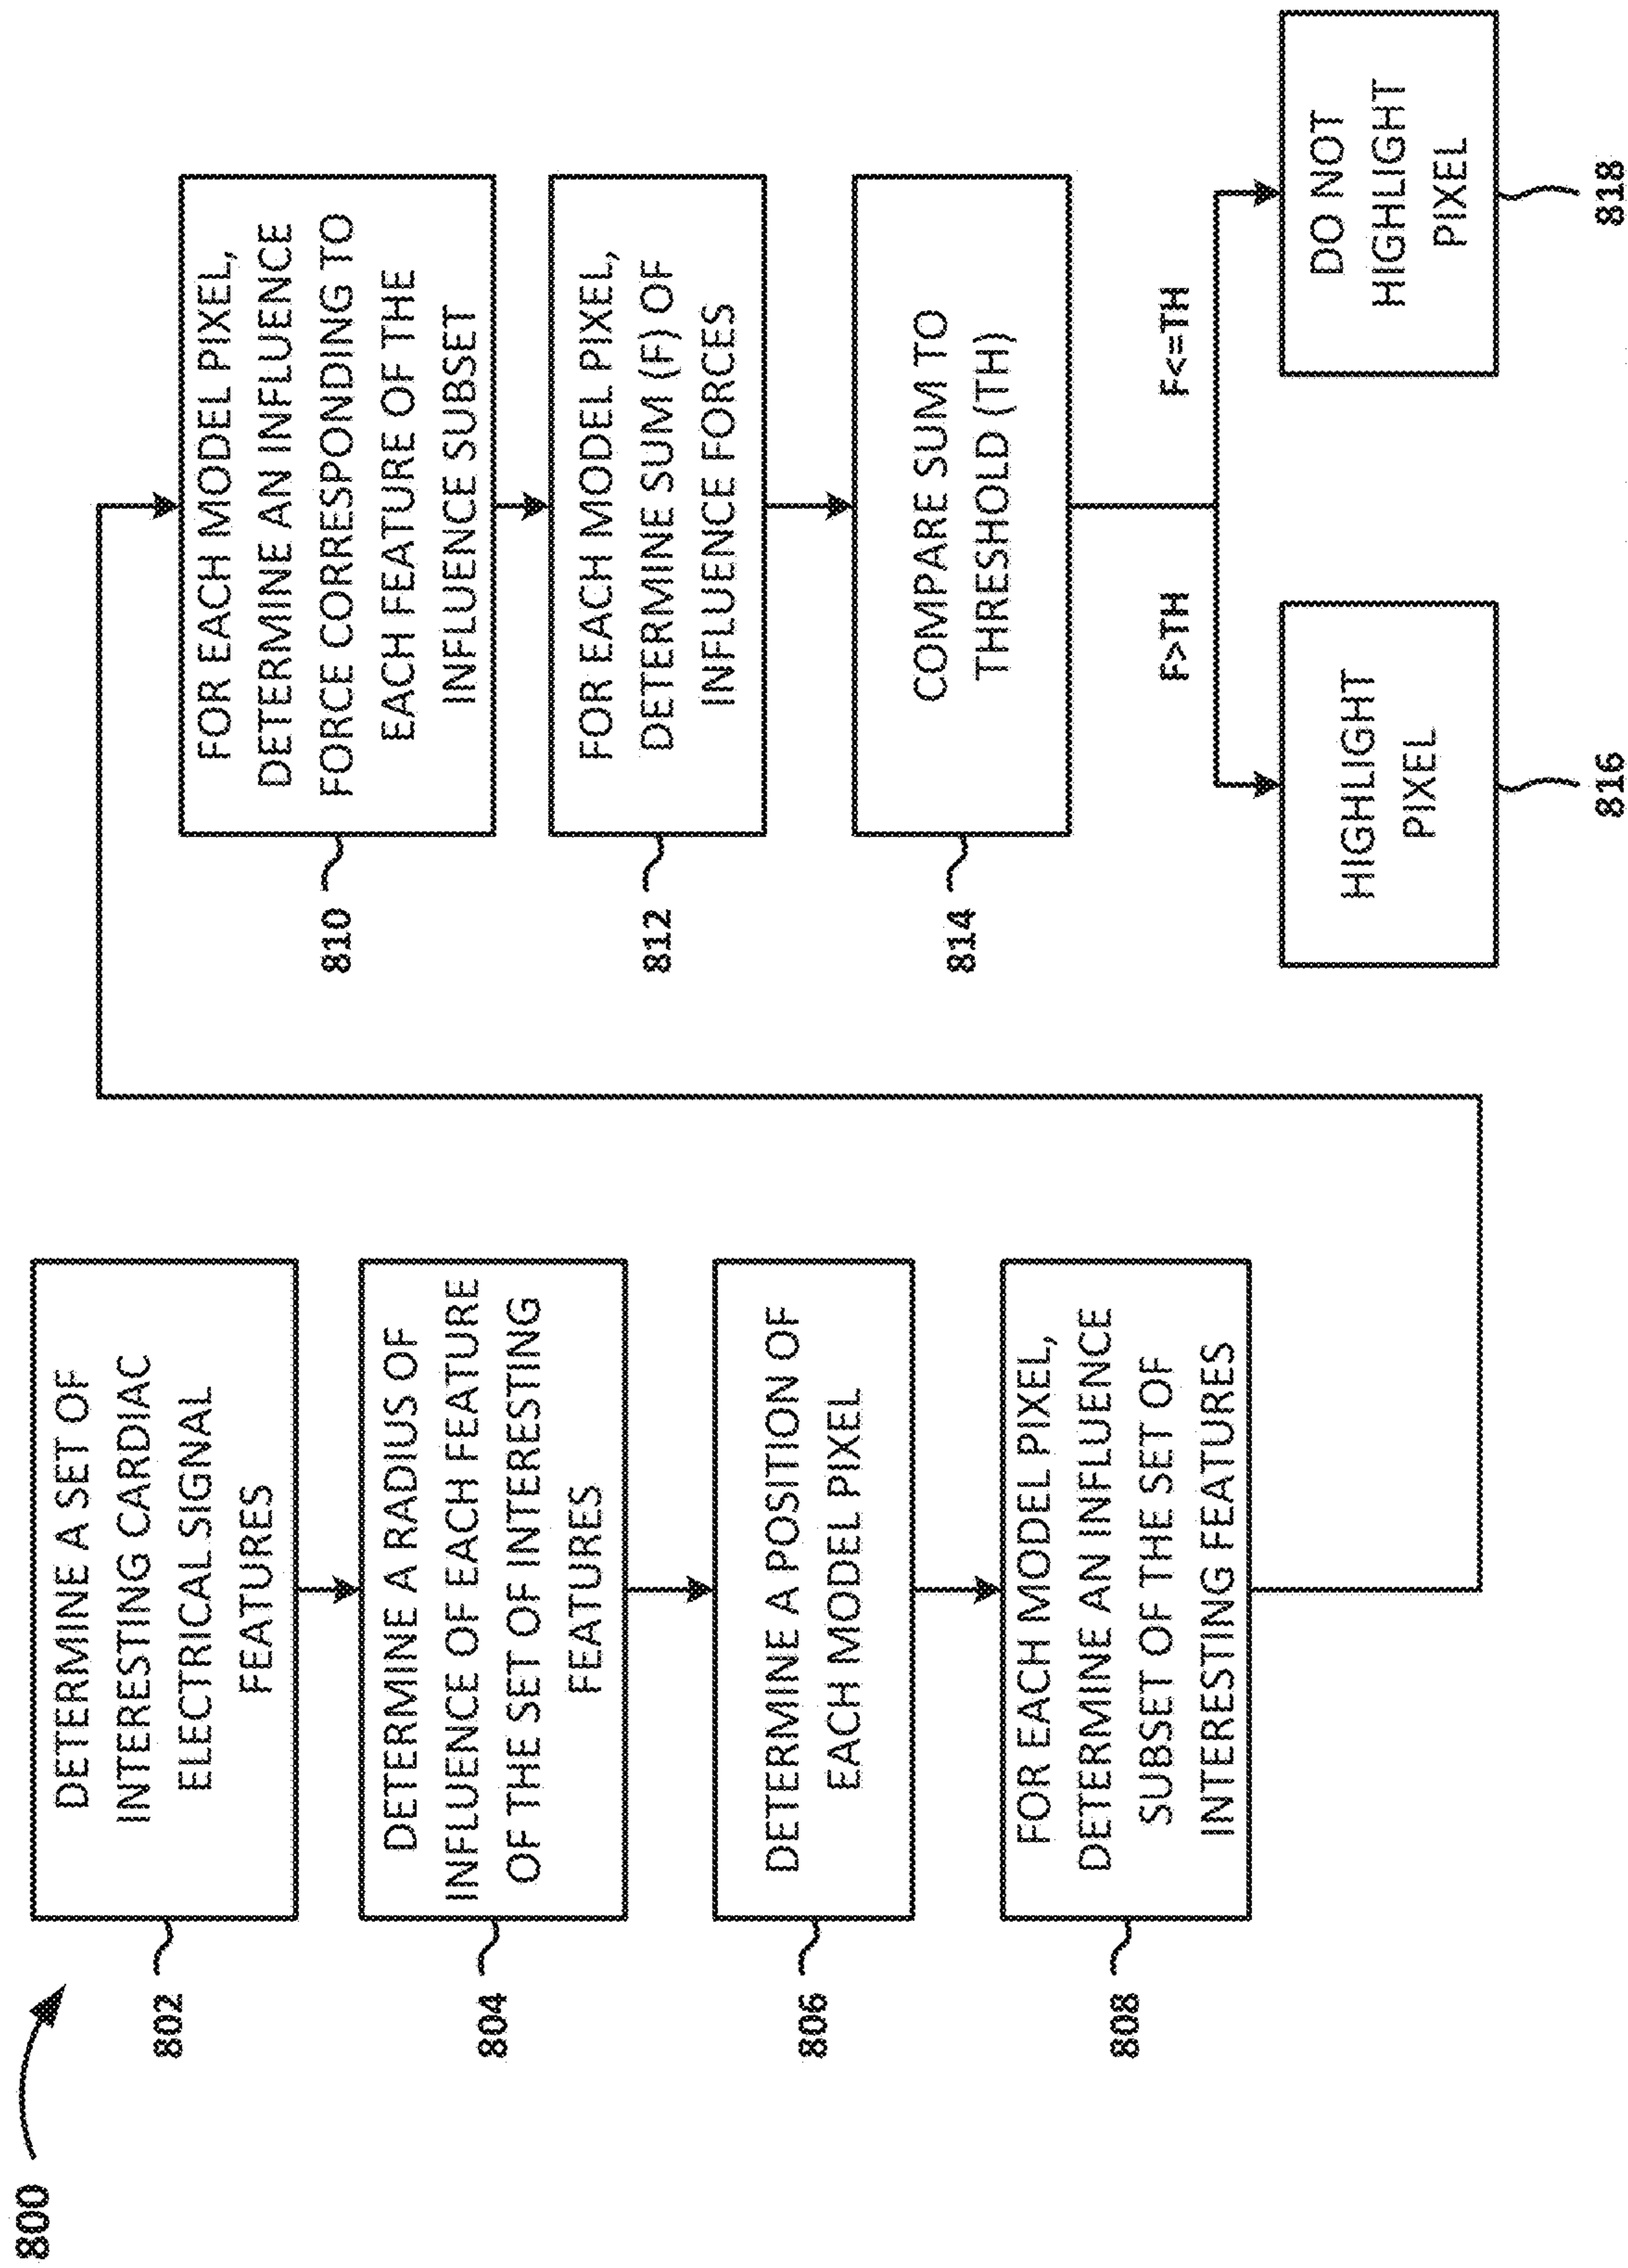 800
802
DETERMINE A SET OF
INTERESTING CARDIAC
ELECTRICAL SIGNAL
FEATURES
804
DETERMINE A RADIUS OF
INFLUENCE OF EACH FEATURE
OF THE SET OF INTERESTING
FEATURES
806
DETERMINE A POSITION OF
EACH MODEL PIXEL
808
FOR EACH MODEL PIXEL,
DETERMINE AN INFLUENCE
SUBSET OF THE SET OF
INTERESTING FEATURES
810
FOR EACH MODEL PIXEL,
DETERMINE AN INFLUENCE
FORCE CORRESPONDING TO
EACH FEATURE OF THE
INFLUENCE SUBSET
812
FOR EACH MODEL PIXEL,
DETERMINE SUM (F) OF
INFLUENCE FORCES
814
COMPARE SUM TO
THRESHOLD (TH)
F>TH
F<=TH
HIGHLIGHT
PIXEL
816
DO NOT
HIGHLIGHT
PIXEL
818